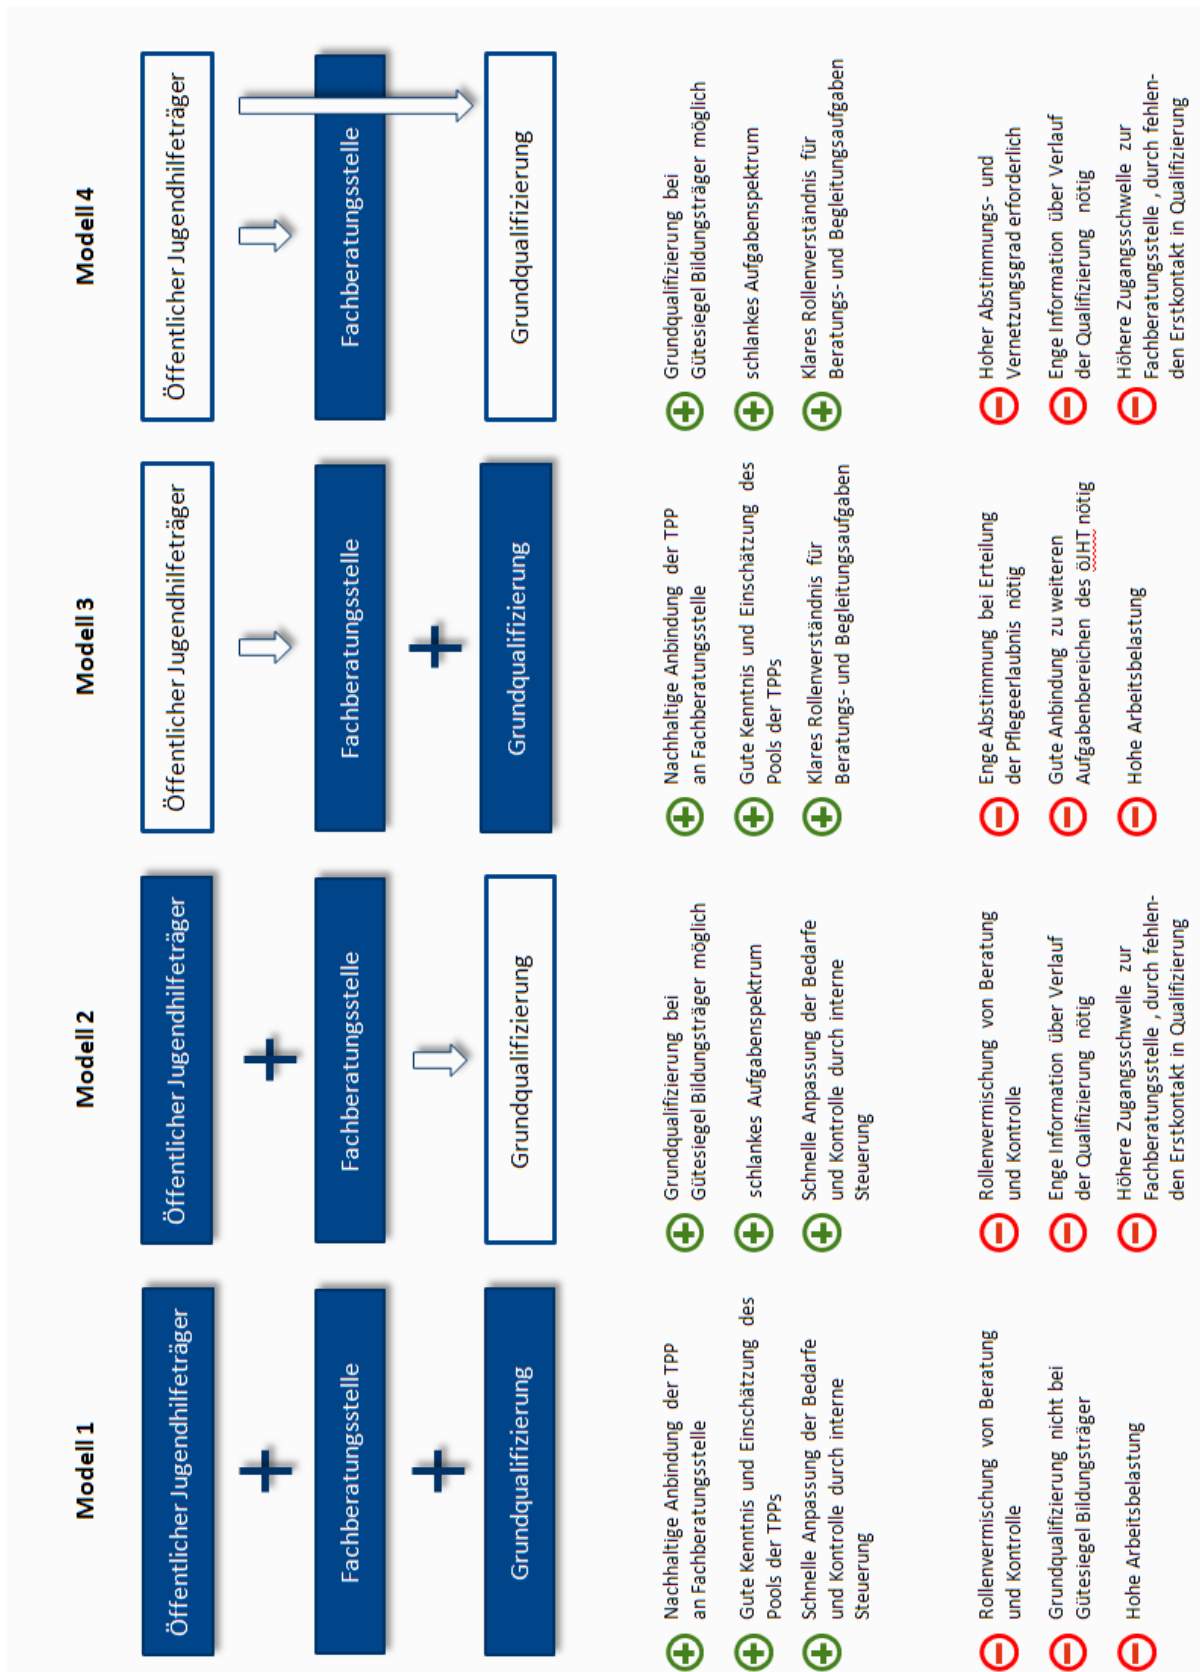 Modell 1
Öffentlicher Jugendhilfeträger
+
Fachberatungsstelle
+
Grundqualifizierung
Nachhaltige Anbindung der TPP
an Fachberatungsstelle
Gute Kenntnis und Einschätzung des
Pools der TPPs
Schnelle Anpassung der Bedarfe
und Kontrolle durch interne
Steuerung
Rollenvermischung von Beratung
und Kontrolle
Grundqualifizierung nicht bei
Gütesiegel Bildungsträger
Hohe Arbeitsbelastung
Modell 2
Öffentlicher Jugendhilfeträger
+
Fachberatungsstelle
Grundqualifizierung
Grundqualifizierung bei
Gütesiegel Bildungsträger möglich
schlankes Aufgabenspektrum
Schnelle Anpassung der Bedarfe
und Kontrolle durch interne
Steuerung
Rollenvermischung von Beratung
und Kontrolle
Enge Information über Verlauf
der Qualifizierung nötig
Höhere Zugangsschwelle zur
Fachberatungsstelle , durch fehlen-
den Erstkontakt in Qualifizierung
Modell 3
Öffentlicher Jugendhilfeträger
Fachberatungsstelle
+
Grundqualifizierung
Nachhaltige Anbindung der TPP
an Fachberatungsstelle
Gute Kenntnis und Einschätzung des
Pools der TPPs
Klares Rollenverständnis für
Beratungs- und Begleitungsaufgaben
Enge Abstimmung bei Erteilung
der Pflegeerlaubnis nötig
Gute Anbindung zu weiteren
Aufgabenbereichen des öJHT nötig
Hohe Arbeitsbelastung
Modell 4
Öffentlicher Jugendhilfeträger
Fachberatungsstelle
Grundqualifizierung
Grundqualifizierung bei
Gütesiegel Bildungsträger möglich
schlankes Aufgabenspektrum
Klares Rollenverständnis für
Beratungs- und Begleitungsaufgaben
Hoher Abstimmungs- und
Vernetzungsgrad erforderlich
Enge Information über Verlauf
der Qualifizierung nötig
Höhere Zugangsschwelle zur
Fachberatungsstelle , durch fehlen-
den Erstkontakt in Qualifizierung